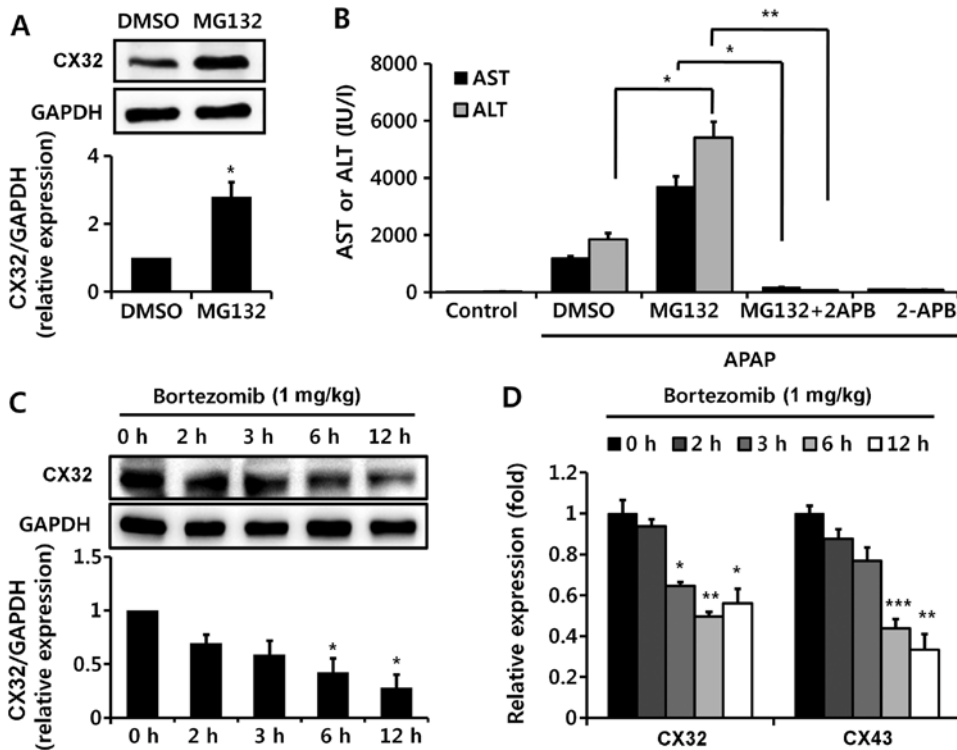 A
DMSO MG132
CX32
GAPDH
CX32/GAPDH
(relative expression)
4
2
0
*
DMSO MG132
B
AST or ALT (IU/l)
8000
6000
4000
2000
0
AST
ALT
*
*
**
Control DMSO MG132 MG132+2APB 2-APB
APAP
C
Bortezomib (1 mg/kg)
0 h 2 h 3 h 6 h 12 h
CX32
GAPDH
CX32/GAPDH
(relative expression)
1.5
1
0.5
0
* *
0 h 2 h 3 h 6 h 12 h
D
Bortezomib (1 mg/kg)
0 h 2 h 3 h 6 h 12 h
Relative expression (fold)
1.2
1
0.8
0.6
0.4
0.2
0
* ** * *** **
CX32 CX43